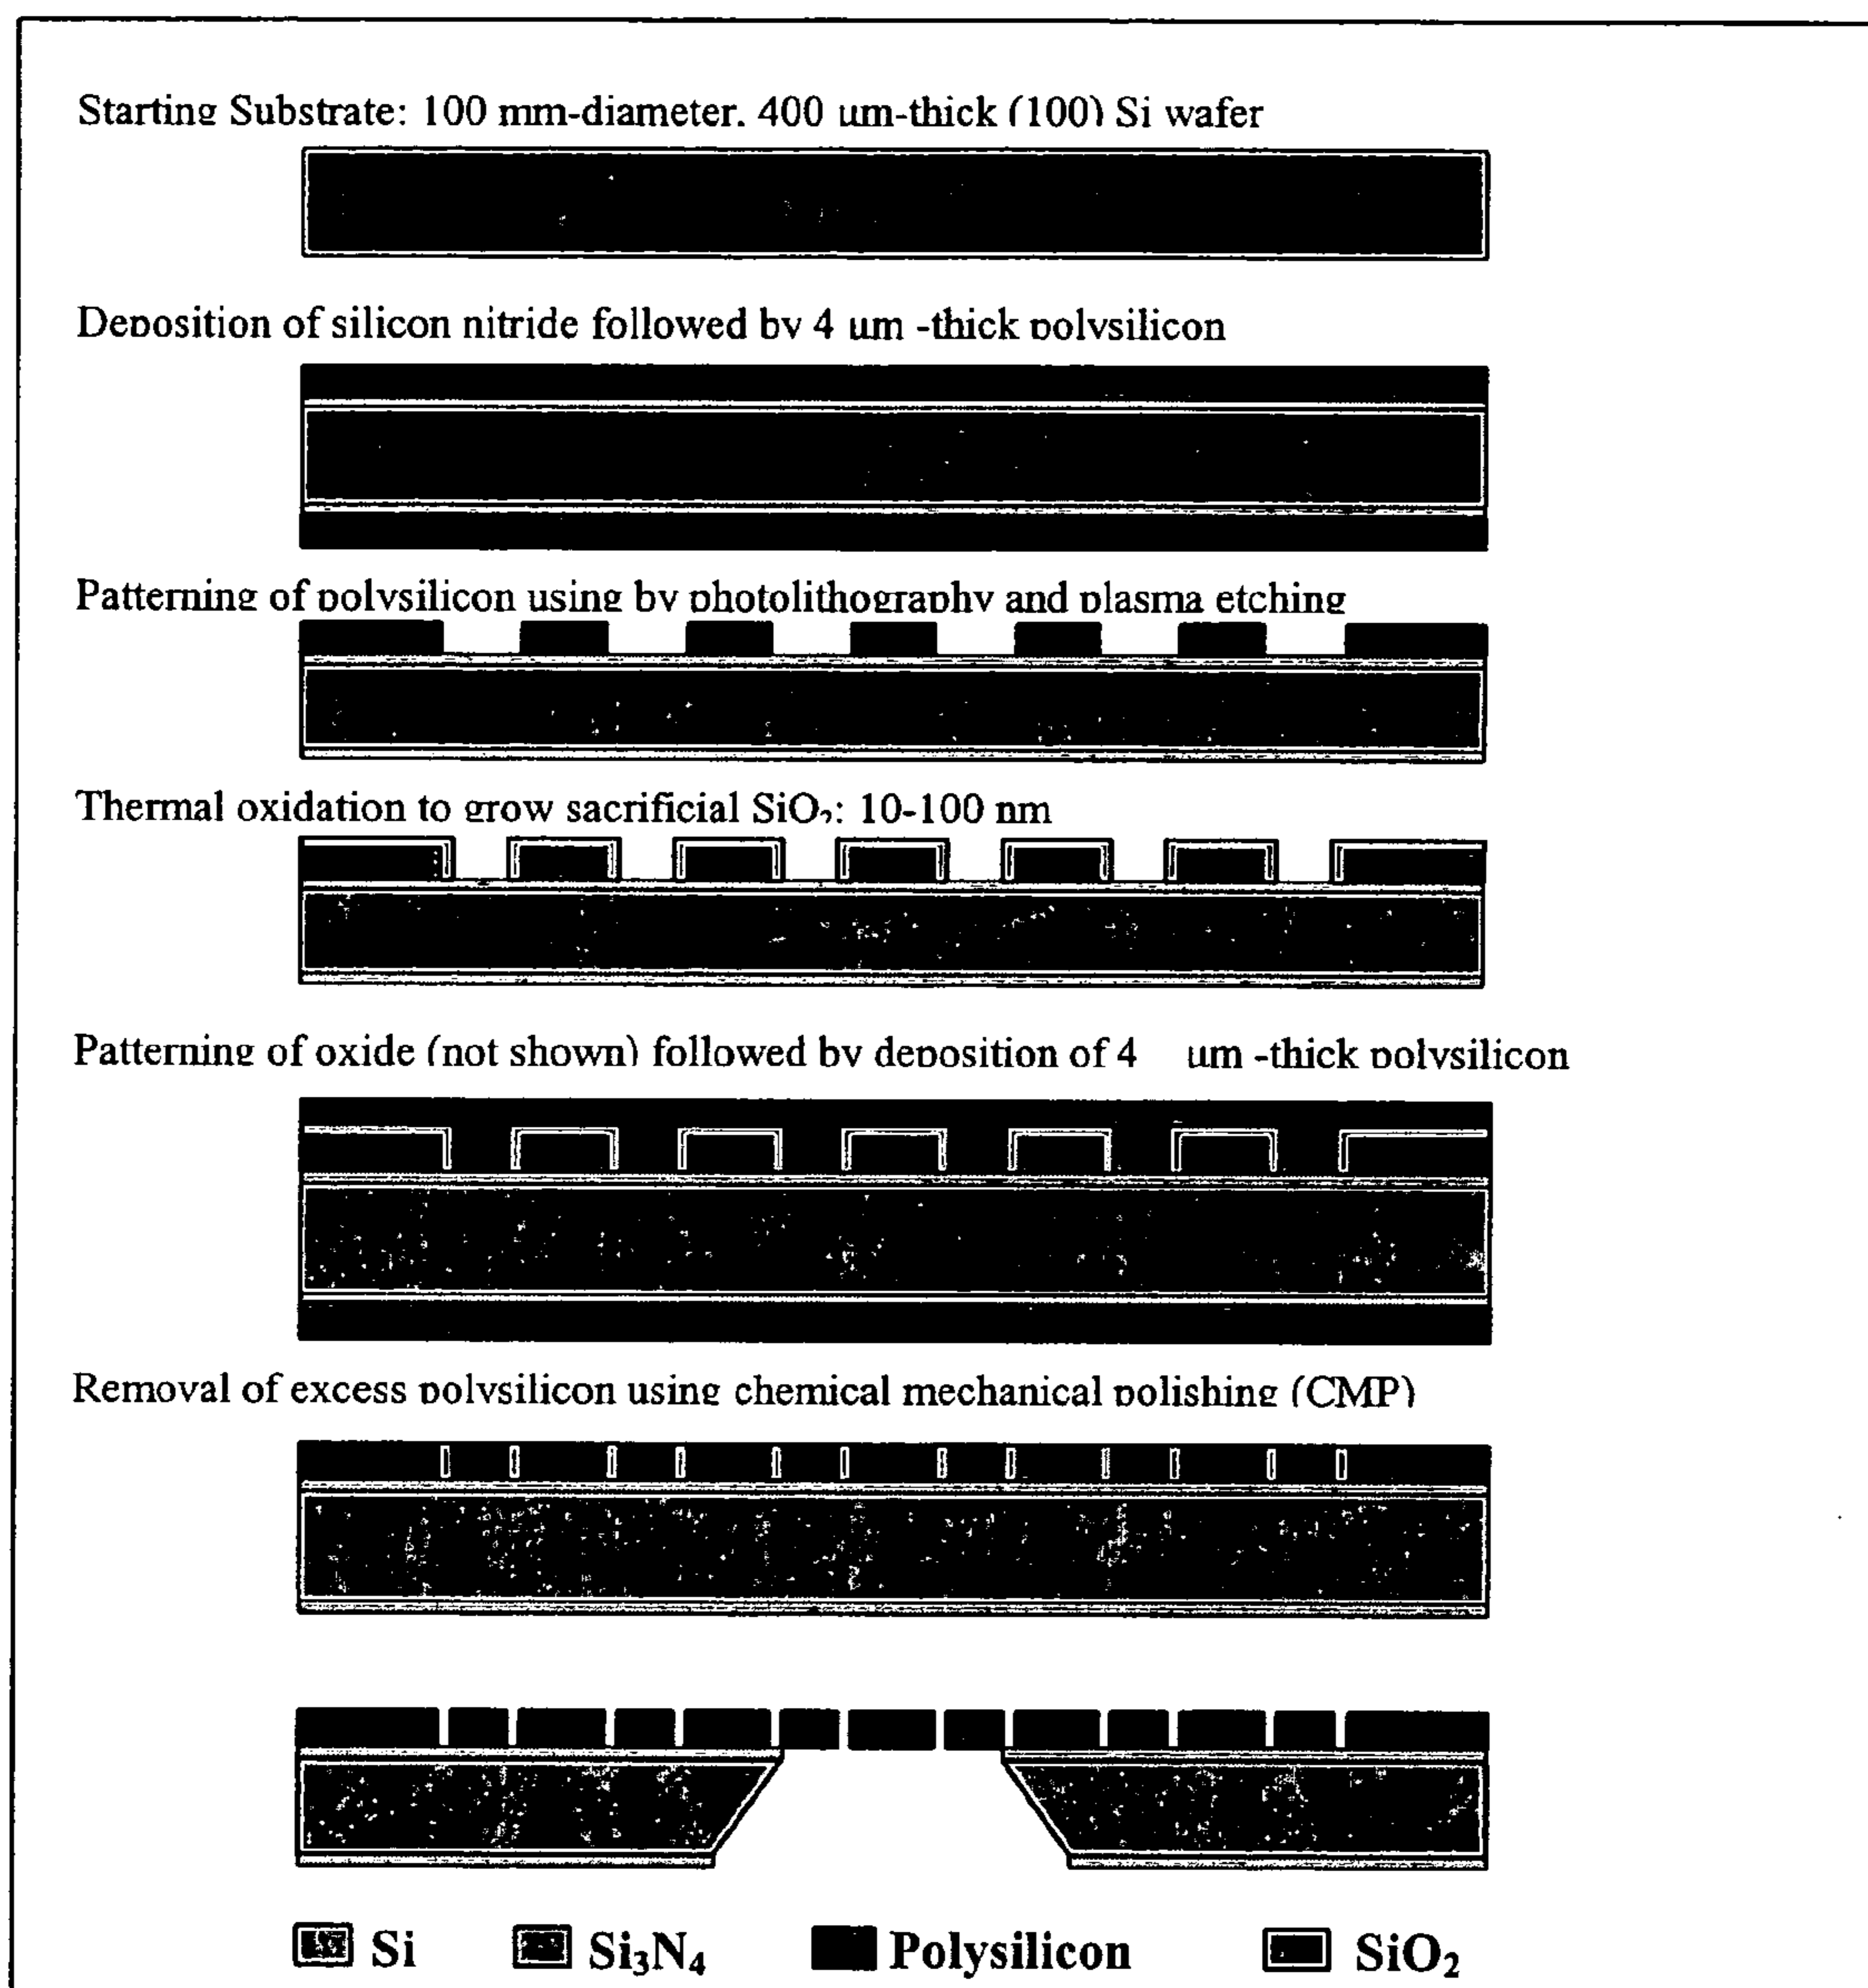 Starting Substrate: 100 mm-diameter. 400 um-thick (100) Si wafer
Deposition of silicon nitride followed by 4 um -thick polysilicon
Patterning of polysilicon using by photolithography and plasma etching
Thermal oxidation to grow sacrificial SiO₂: 10-100 nm
Patterning of oxide (not shown) followed by deposition of 4 um -thick polysilicon
Removal of excess polysilicon using chemical mechanical polishing (CMP)
Si Si₃N₄ Polysilicon SiO₂